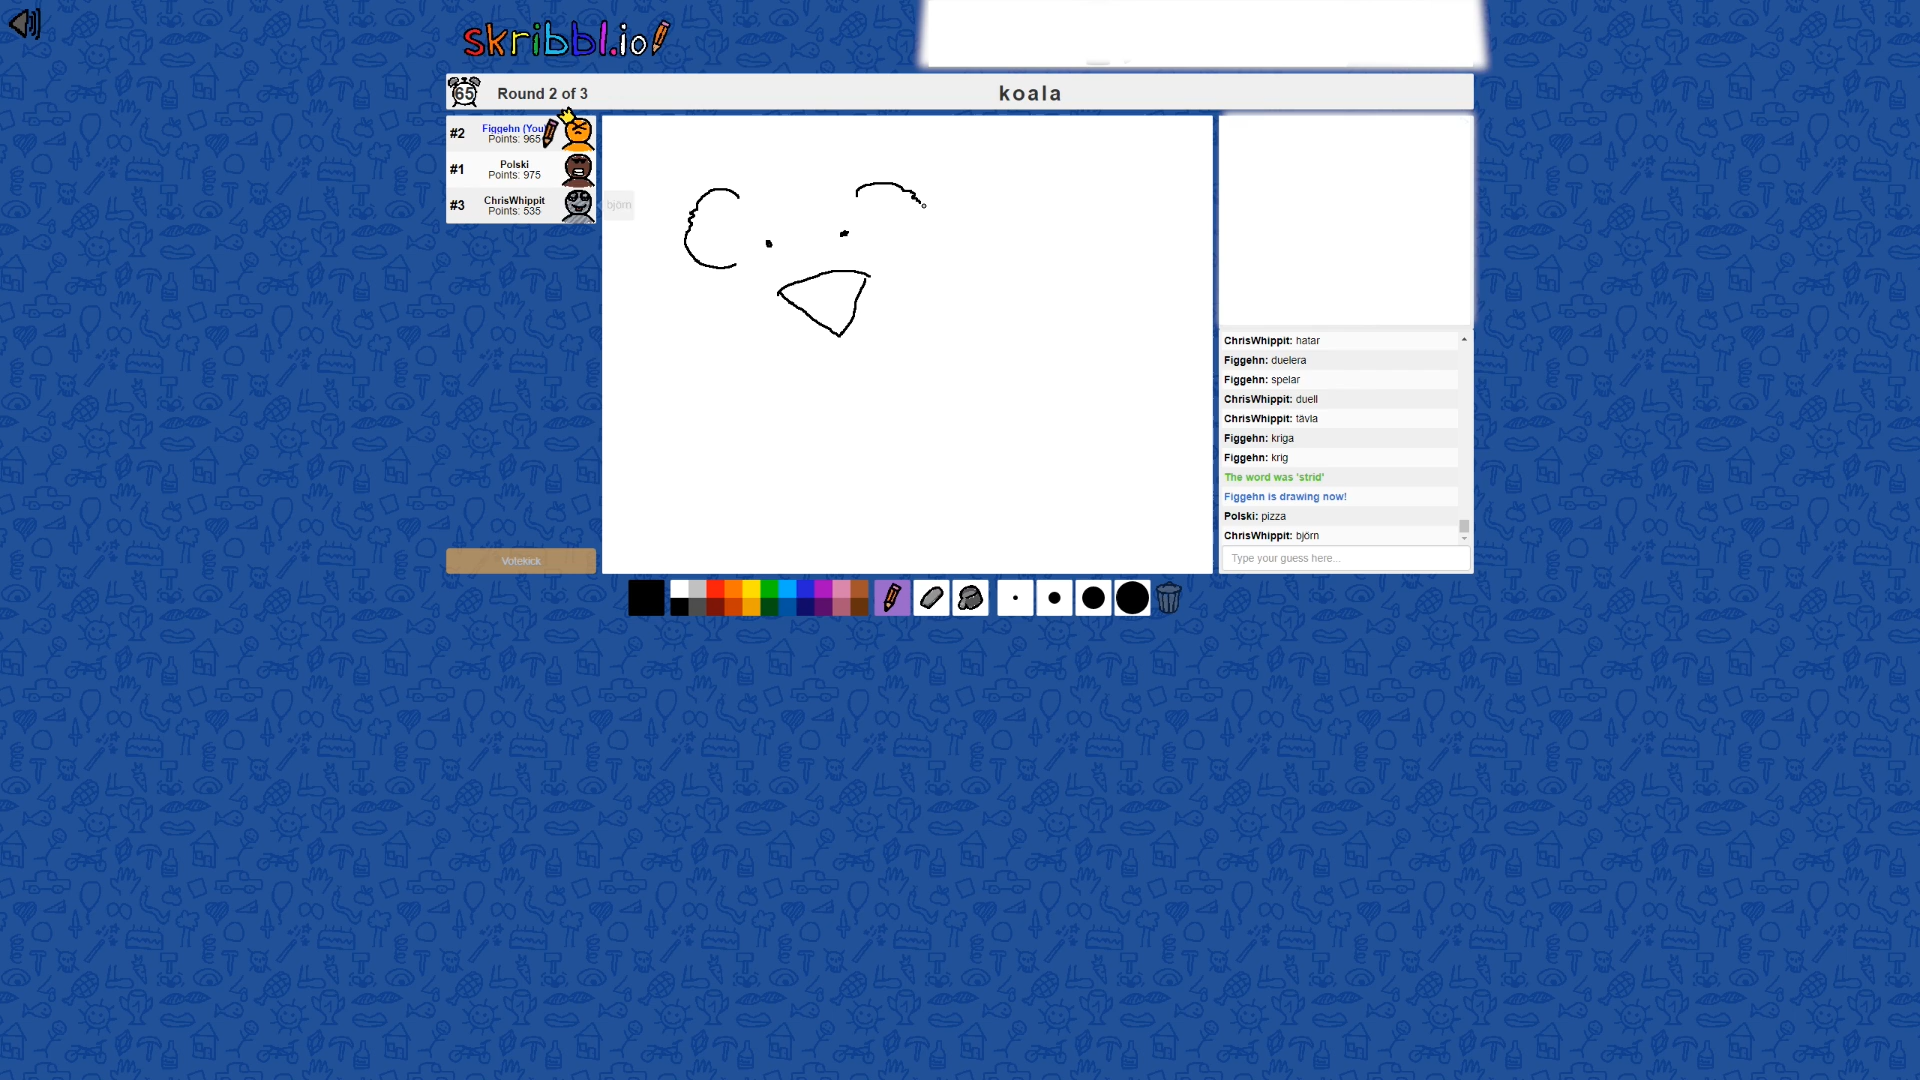 skribbl.io
65
Round 2 of 3
koala
#2
Figgehn (You
Points: 965
#1
Polski
Points: 975
#3
ChrisWhippit
Points: 535
björn
ChrisWhippit: hatar
Figgehn: duelera
Figgehn: spelar
ChrisWhippit: duell
ChrisWhippit: tävla
Figgehn: kriga
Figgehn: krig
The word was 'strid'
Figgehn is drawing now!
Polski: pizza
ChrisWhippit: björn
Type your guess here...
Votekick